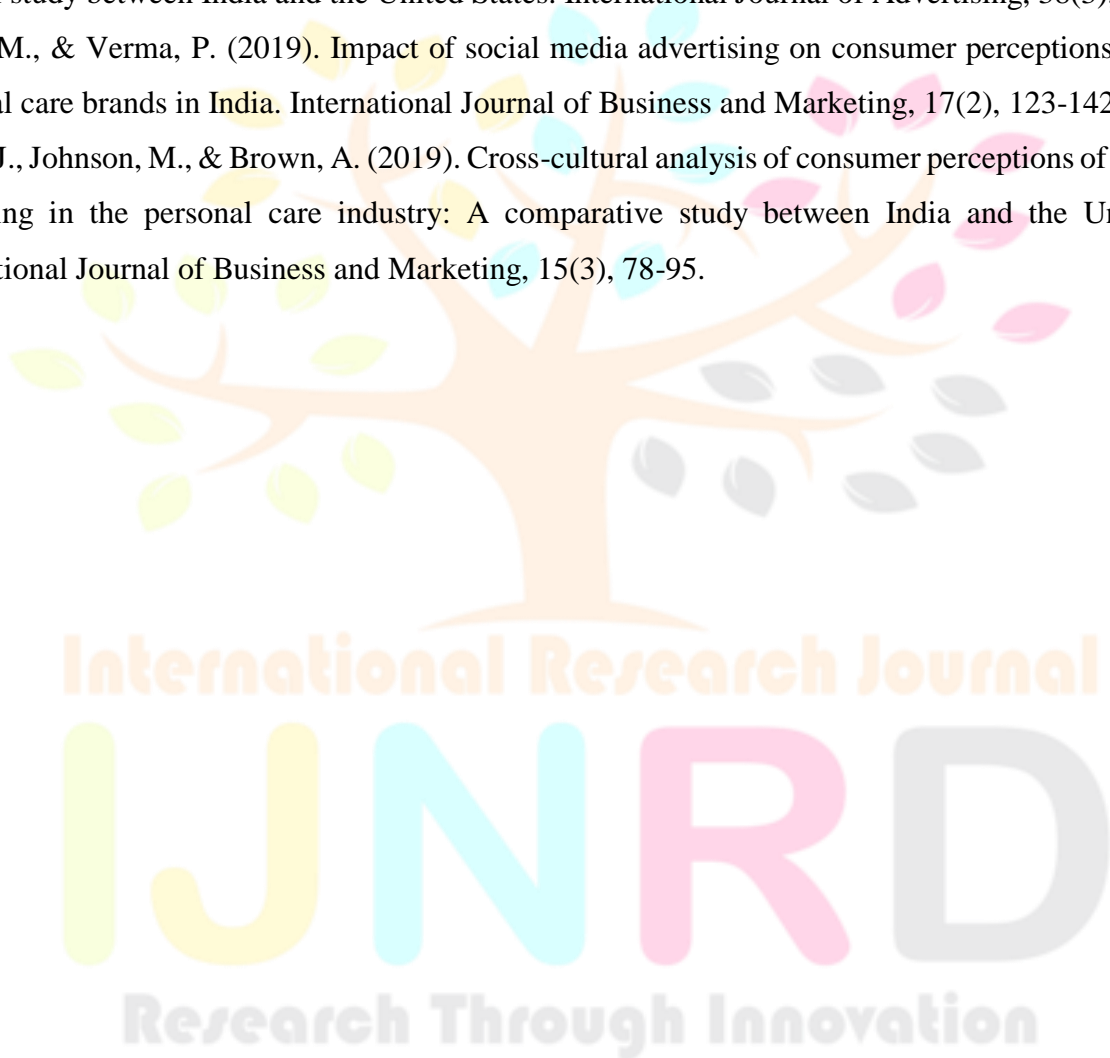 study between India and the United States. International Journal of Advertising, 38(3).
M., & Verma, P. (2019). Impact of social media advertising on consumer perceptions
al care brands in India. International Journal of Business and Marketing, 17(2), 123-142
J., Johnson, M., & Brown, A. (2019). Cross-cultural analysis of consumer perceptions of
ing in the personal care industry: A comparative study between India and the Un
tional Journal of Business and Marketing, 15(3), 78-95.
International Research Journal
IJNRD
Research Through Innovation